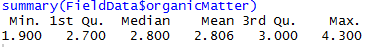 summary(FieldData$organicMatter)
Min. 1st Qu. Median Mean 3rd Qu. Max.
1.900 2.700 2.800 2.806 3.000 4.300